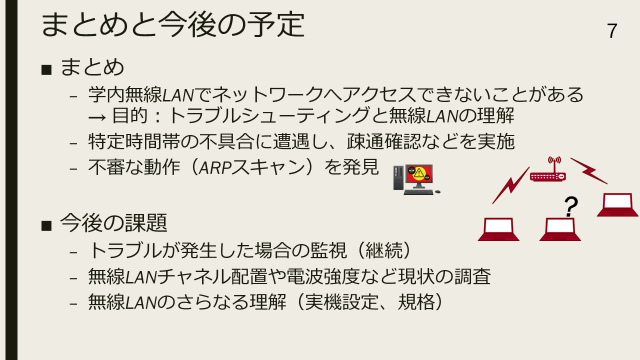 まとめと今後の予定
7
■ まとめ
– 学内無線LANでネットワークへアクセスできないことがある
→ 目的：トラブルシューティングと無線LANの理解
– 特定時間帯の不具合に遭遇し、疎通確認などを実施
– 不審な動作（ARPスキャン）を発見
?
■ 今後の課題
– トラブルが発生した場合の監視（継続）
– 無線LANチャネル配置や電波強度など現状の調査
– 無線LANのさらなる理解（実機設定、規格）